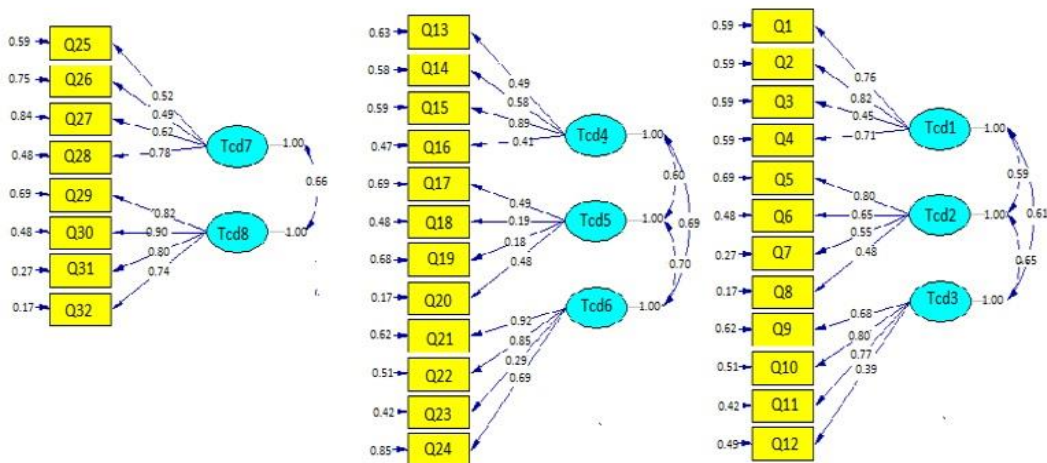 0.59 Q25
0.75 Q26
0.84 Q27
0.48 Q28
0.69 Q29
0.48 Q30
0.27 Q31
0.17 Q32
0.52
0.49
0.62
0.78
0.82
0.90
0.80
0.74
Tcd7 1.00
Tcd8 1.00
0.66
0.63 Q13
0.58 Q14
0.59 Q15
0.47 Q16
0.69 Q17
0.48 Q18
0.68 Q19
0.17 Q20
0.62 Q21
0.51 Q22
0.42 Q23
0.85 Q24
0.49
0.58
0.89
0.41
0.49
0.19
0.18
0.48
0.92
0.85
0.29
0.69
Tcd4 1.00
Tcd5 1.00
Tcd6 1.00
0.60
0.69
0.70
0.59 Q1
0.59 Q2
0.59 Q3
0.59 Q4
0.69 Q5
0.48 Q6
0.27 Q7
0.17 Q8
0.62 Q9
0.51 Q10
0.42 Q11
0.49 Q12
0.76
0.82
0.45
0.71
0.80
0.65
0.55
0.48
0.68
0.80
0.77
0.39
Tcd1 1.00
Tcd2 1.00
Tcd3 1.00
0.59
0.61
0.65